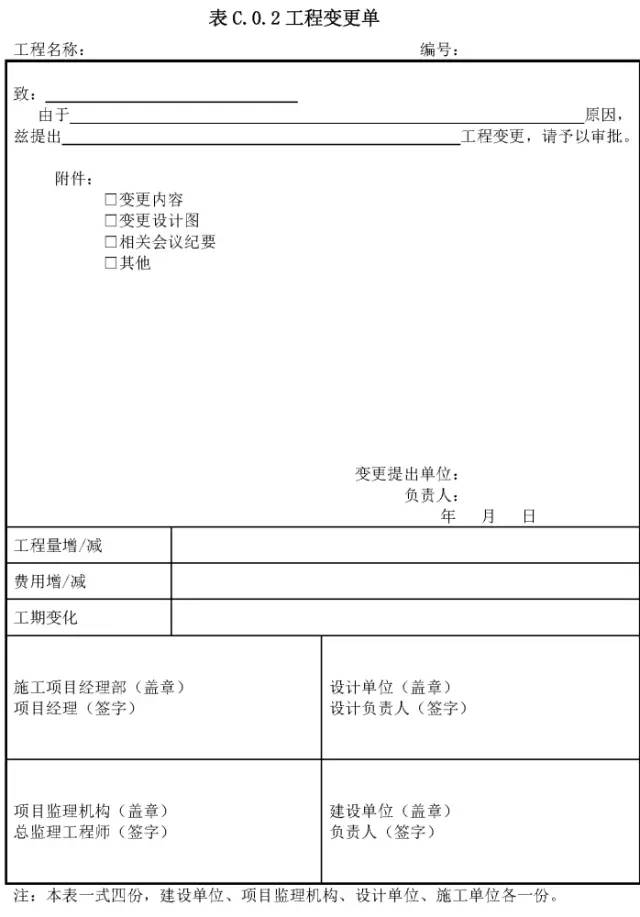 表 C.0.2 工程变更单
工程名称： 编号：
致：
由于 原因，
兹提出 工程变更，请予以审批。
附件：
□变更内容
□变更设计图
□相关会议纪要
□其他
变更提出单位：
负责人：
年 月 日
工程量增/减
费用增/减
工期变化
施工项目经理部（盖章）
项目经理（签字）
设计单位（盖章）
设计负责人（签字）
项目监理机构（盖章）
总监理工程师（签字）
建设单位（盖章）
负责人（签字）
注：本表一式四份，建设单位、项目监理机构、设计单位、施工单位各一份。